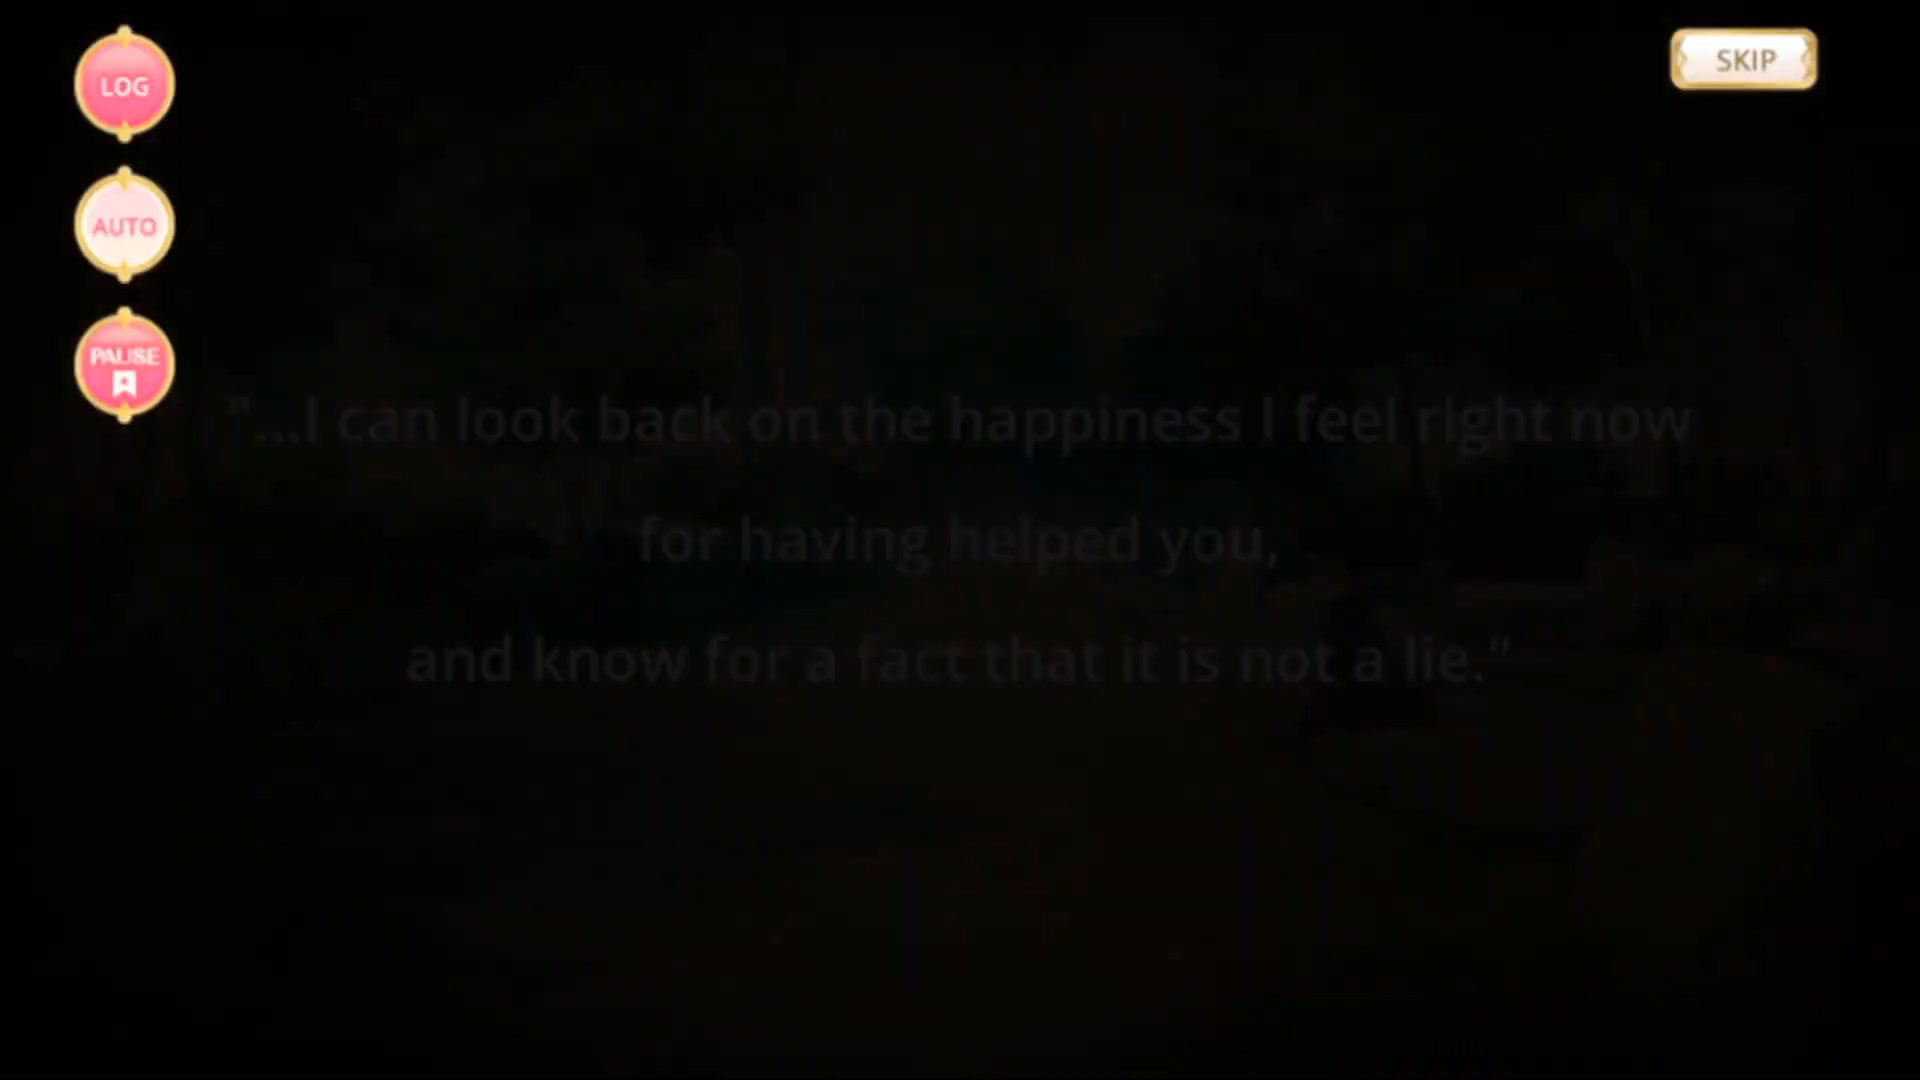 LOG
SKIP
AUTO
PAUSE
"...I can look back on the happiness I feel right now
for having helped you,
and know for a fact that it is not a lie."